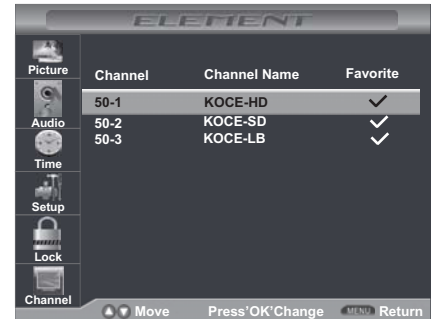 ELEMENT
Picture
Audio
Time
Setup
Lock
Channel
Channel Channel Name Favorite
50-1 KOCE-HD ✓
50-2 KOCE-SD ✓
50-3 KOCE-LB ✓
Move Press'OK'Change MENU Return